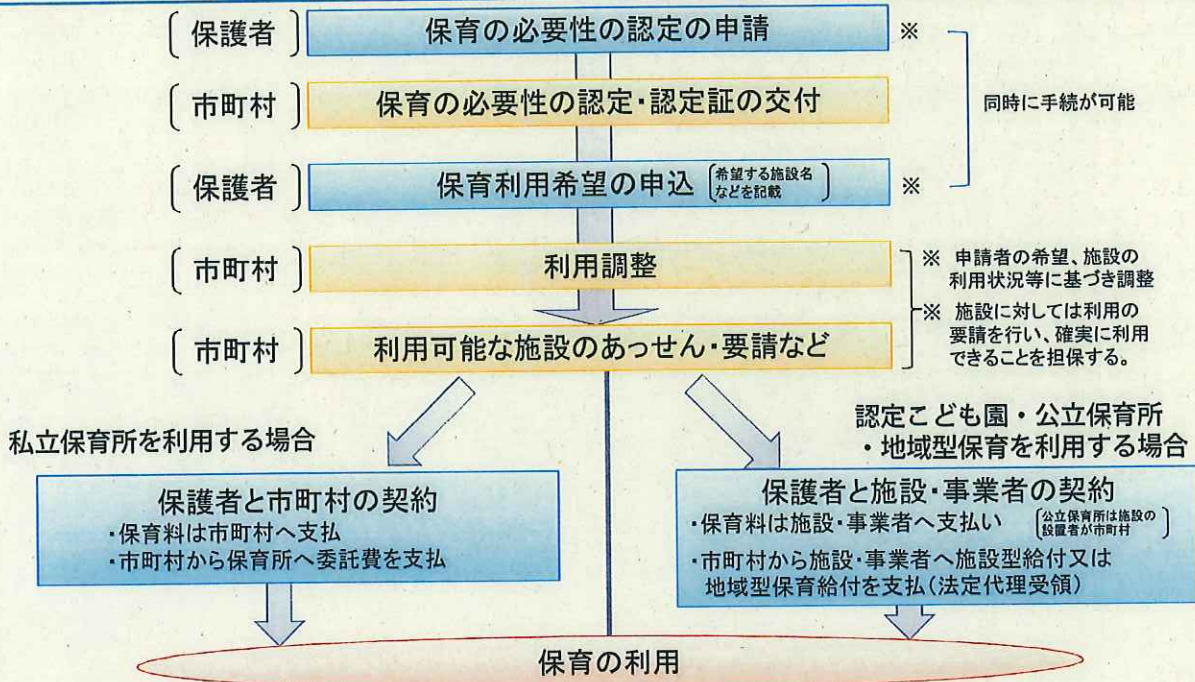 〔保護者〕 保育の必要性の認定の申請 ※
同時に手続が可能
〔市町村〕 保育の必要性の認定・認定証の交付
〔保護者〕 保育利用希望の申込 〔希望する施設名
などを記載〕 ※
〔市町村〕 利用調整
※ 申請者の希望、施設の
利用状況等に基づき調整
※ 施設に対しては利用の
要請を行い、確実に利用
できることを担保する。
〔市町村〕 利用可能な施設のあっせん・要請など
私立保育所を利用する場合
保護者と市町村の契約
・保育料は市町村へ支払
・市町村から保育所へ委託費を支払
認定こども園・公立保育所
・地域型保育を利用する場合
保護者と施設・事業者の契約
・保育料は施設・事業者へ支払い 〔公立保育所は施設の
設置者が市町村〕
・市町村から施設・事業者へ施設型給付又は
地域型保育給付を支払(法定代理受領)
保育の利用